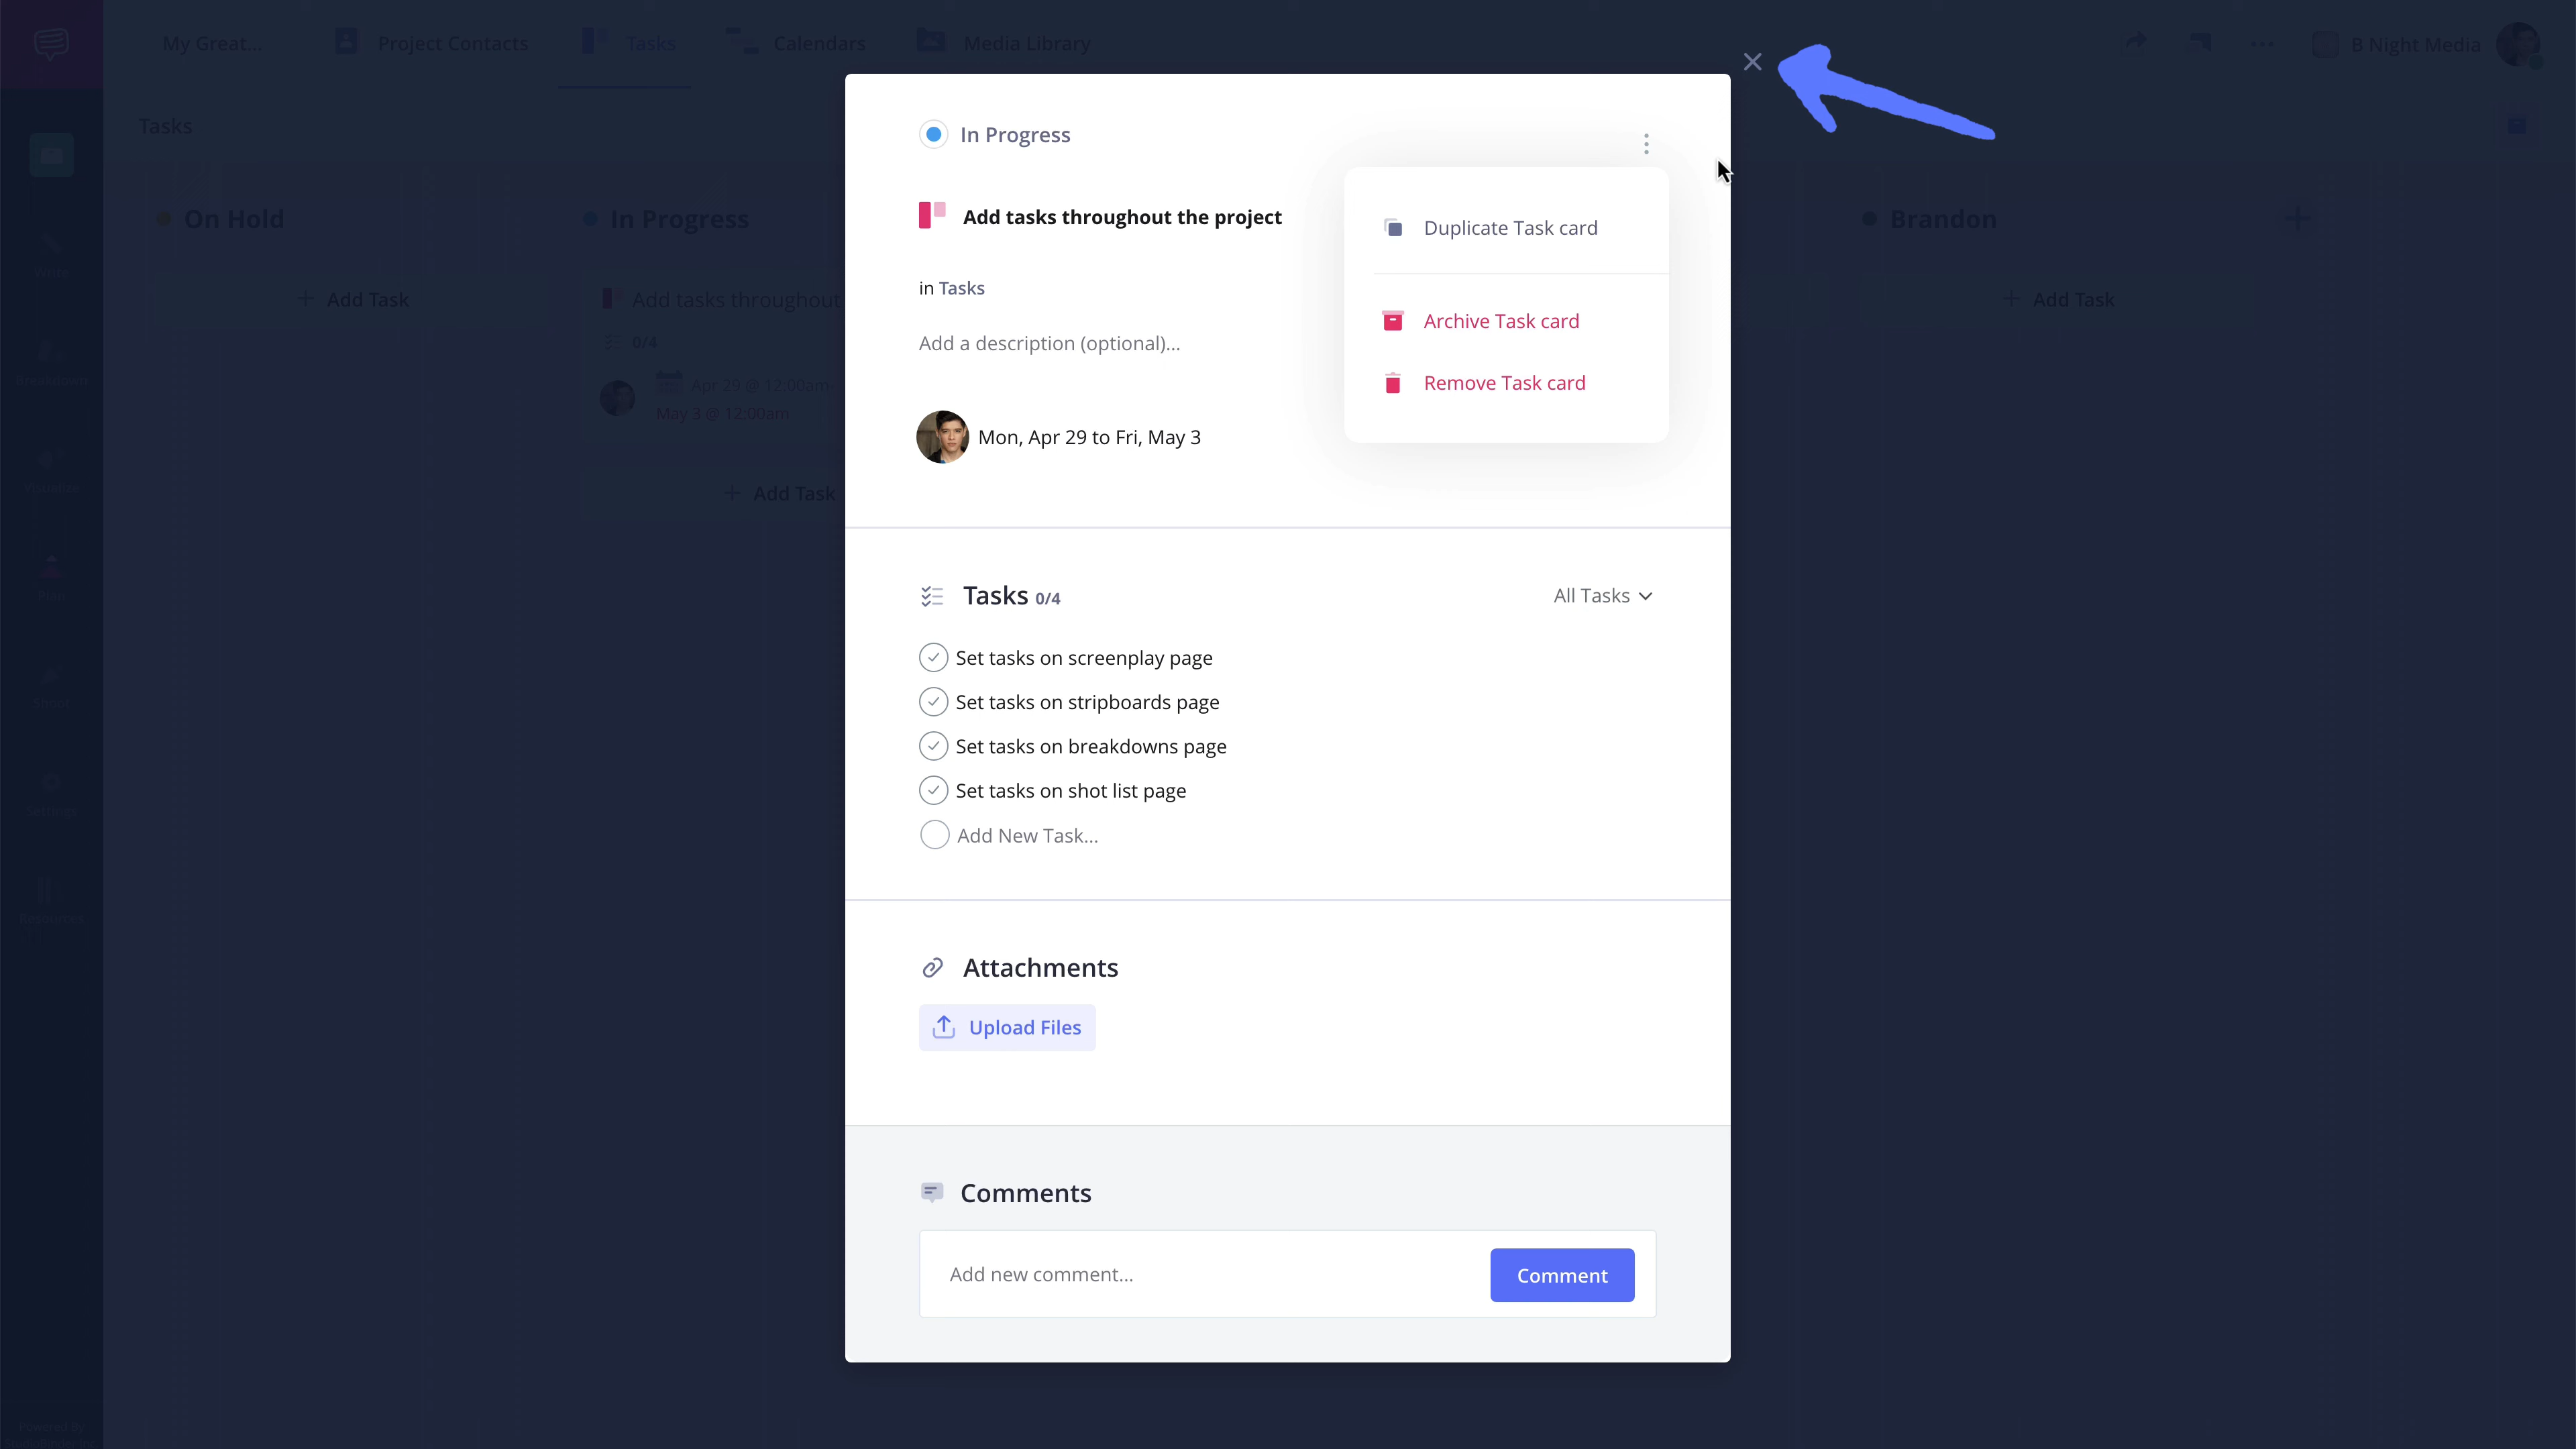 My Great...
Project Contacts
Tasks
Calendars
Media Library
B Night Media
Tasks
On Hold
Add Task
In Progress
Add tasks throughout
0/4
Apr 29 @ 12:00am
May 3 @ 12:00am
Add Task
Brandon
Add Task
In Progress
Add tasks throughout the project
in Tasks
Add a description (optional)...
Mon, Apr 29 to Fri, May 3
Duplicate Task card
Archive Task card
Remove Task card
Tasks 0/4
All Tasks
Set tasks on screenplay page
Set tasks on stripboards page
Set tasks on breakdowns page
Set tasks on shot list page
Add New Task...
Attachments
Upload Files
Comments
Add new comment...
Comment